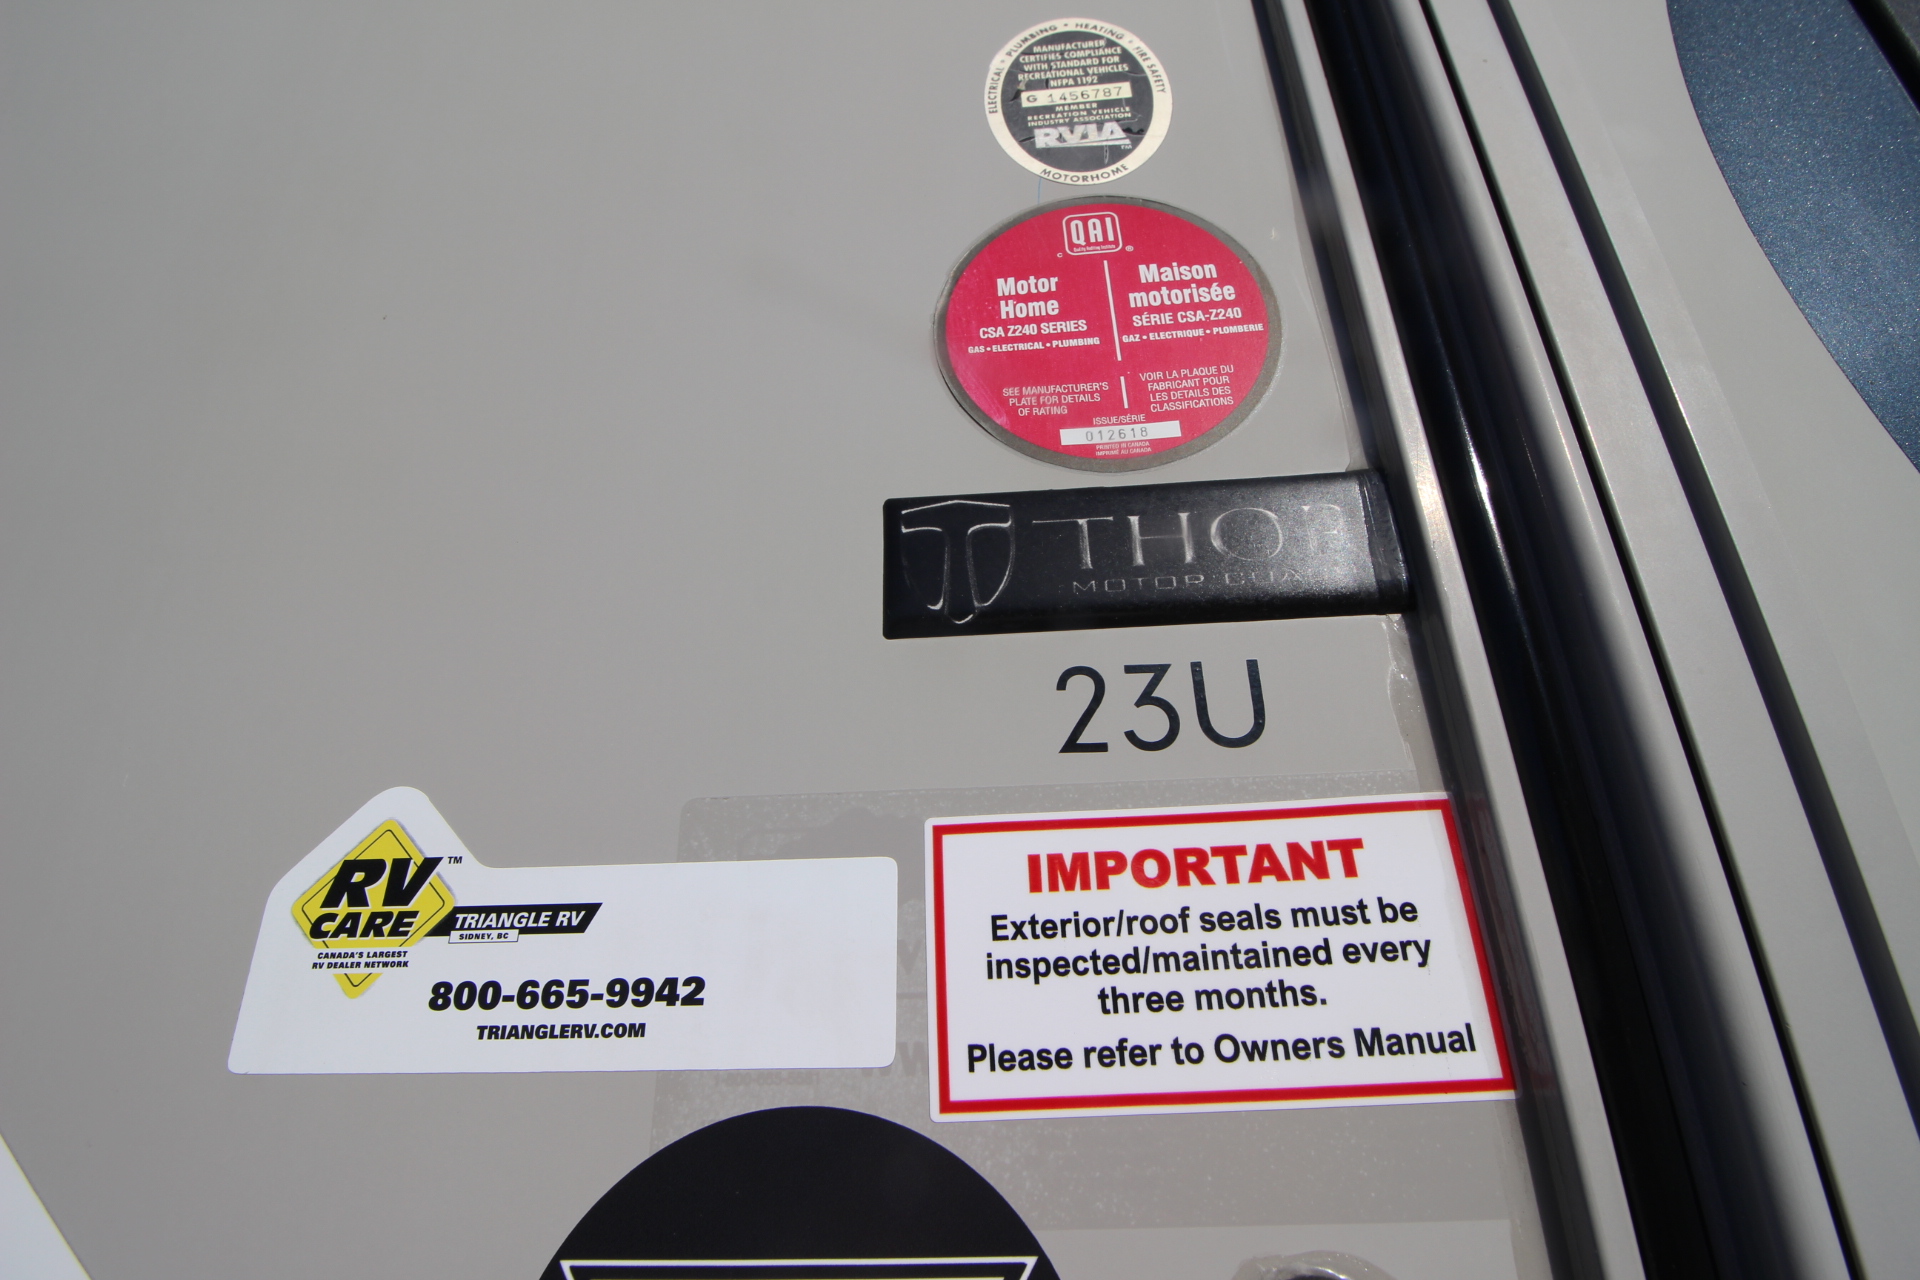 ELECTRICAL • PLUMBING • HEATING • FIRE SAFETY
MANUFACTURER
CERTIFIES COMPLIANCE
WITH STANDARD FOR
RECREATIONAL VEHICLES
NFPA 1192
G 1456787
MEMBER
RECREATION VEHICLE
INDUSTRY ASSOCIATION
RVIA
TM
MOTORHOME
QAI
©
®
Motor
Home
CSA Z240 SERIES
GAS • ELECTRICAL • PLUMBING
SEE MANUFACTURER'S
PLATE FOR DETAILS
OF RATING
Maison
motorisée
SÉRIE CSA-Z240
GAZ • ELECTRIQUE • PLOMBERIE
VOIR LA PLAQUE DU
FABRICANT POUR
LES DETAILS DES
CLASSIFICATIONS
ISSUE/SÉRIE
012618
PRINTED IN CANADA
IMPRIMÉ AU CANADA
THOR
MOTOR
23U
RV
CARE
TM
TRIANGLE RV
SIDNEY, BC
CANADA'S LARGEST
RV DEALER NETWORK
800-665-9942
TRIANGLERV.COM
IMPORTANT
Exterior/roof seals must be
inspected/maintained every
three months.
Please refer to Owners Manual